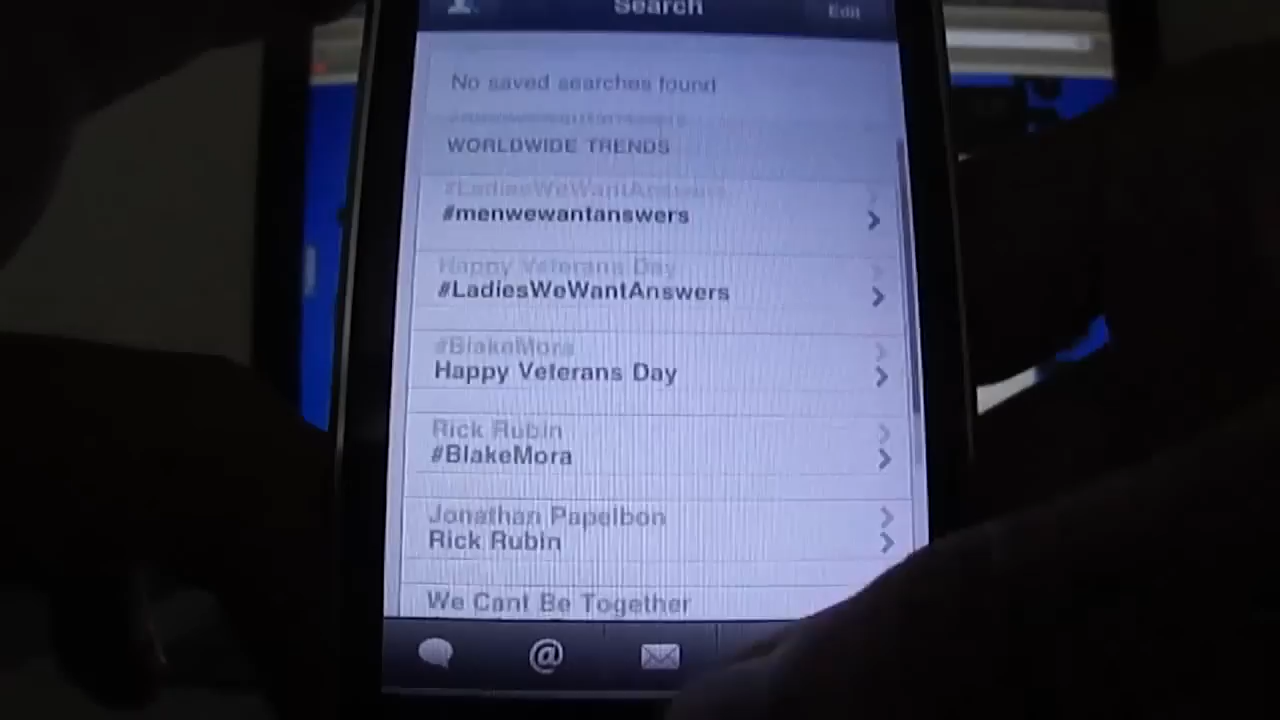 Search
Edit
No saved searches found
WORLDWIDE TRENDS
#LadiesWeWantAnswers
#menwewantanswers
Happy Veterans Day
#LadiesWeWantAnswers
#BlakeMora
Happy Veterans Day
Rick Rubin
#BlakeMora
Jonathan Papelbon
Rick Rubin
We Cant Be Together
@